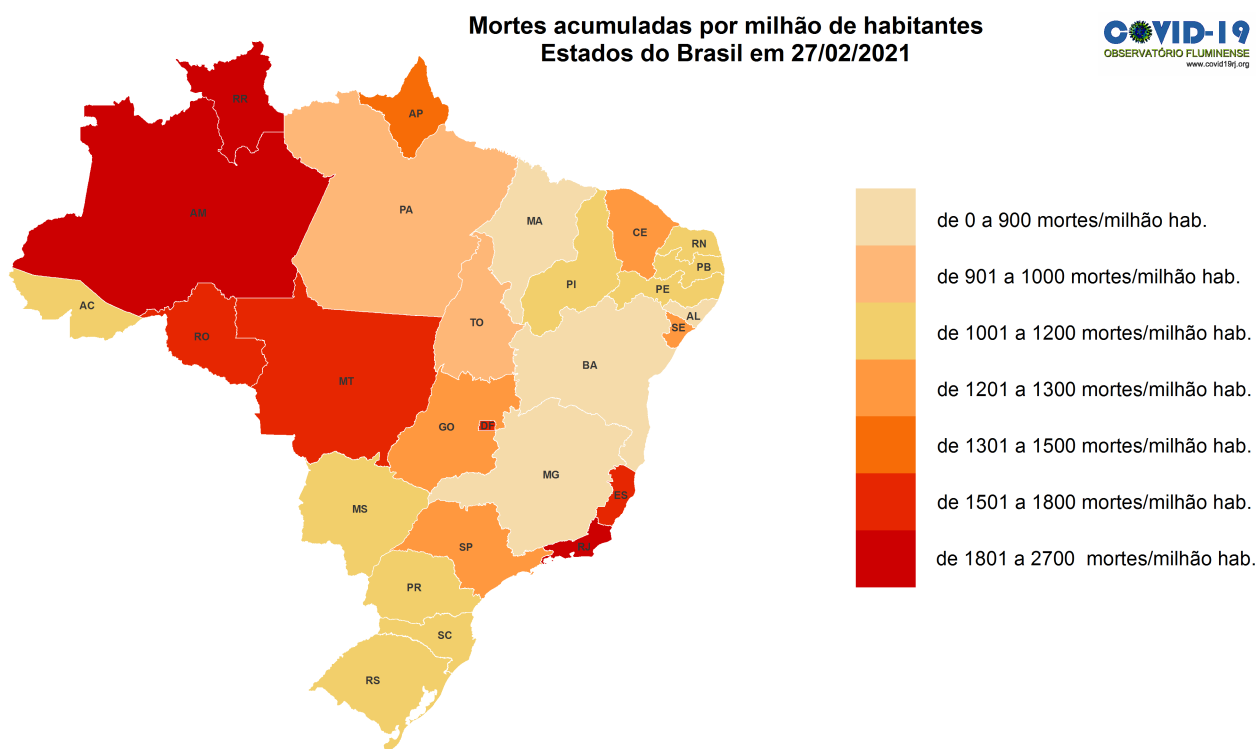 Mortes acumuladas por milhão de habitantes
Estados do Brasil em 27/02/2021
COVID-19
OBSERVATÓRIO FLUMINENSE
www.covid19rj.org
RR
AP
AM
PA
MA
CE
RN
PB
PE
PI
AC
AL
SE
TO
RO
BA
MT
GO
DF
MG
ES
MS
SP
RJ
PR
SC
RS
de 0 a 900 mortes/milhão hab.
de 901 a 1000 mortes/milhão hab.
de 1001 a 1200 mortes/milhão hab.
de 1201 a 1300 mortes/milhão hab.
de 1301 a 1500 mortes/milhão hab.
de 1501 a 1800 mortes/milhão hab.
de 1801 a 2700 mortes/milhão hab.